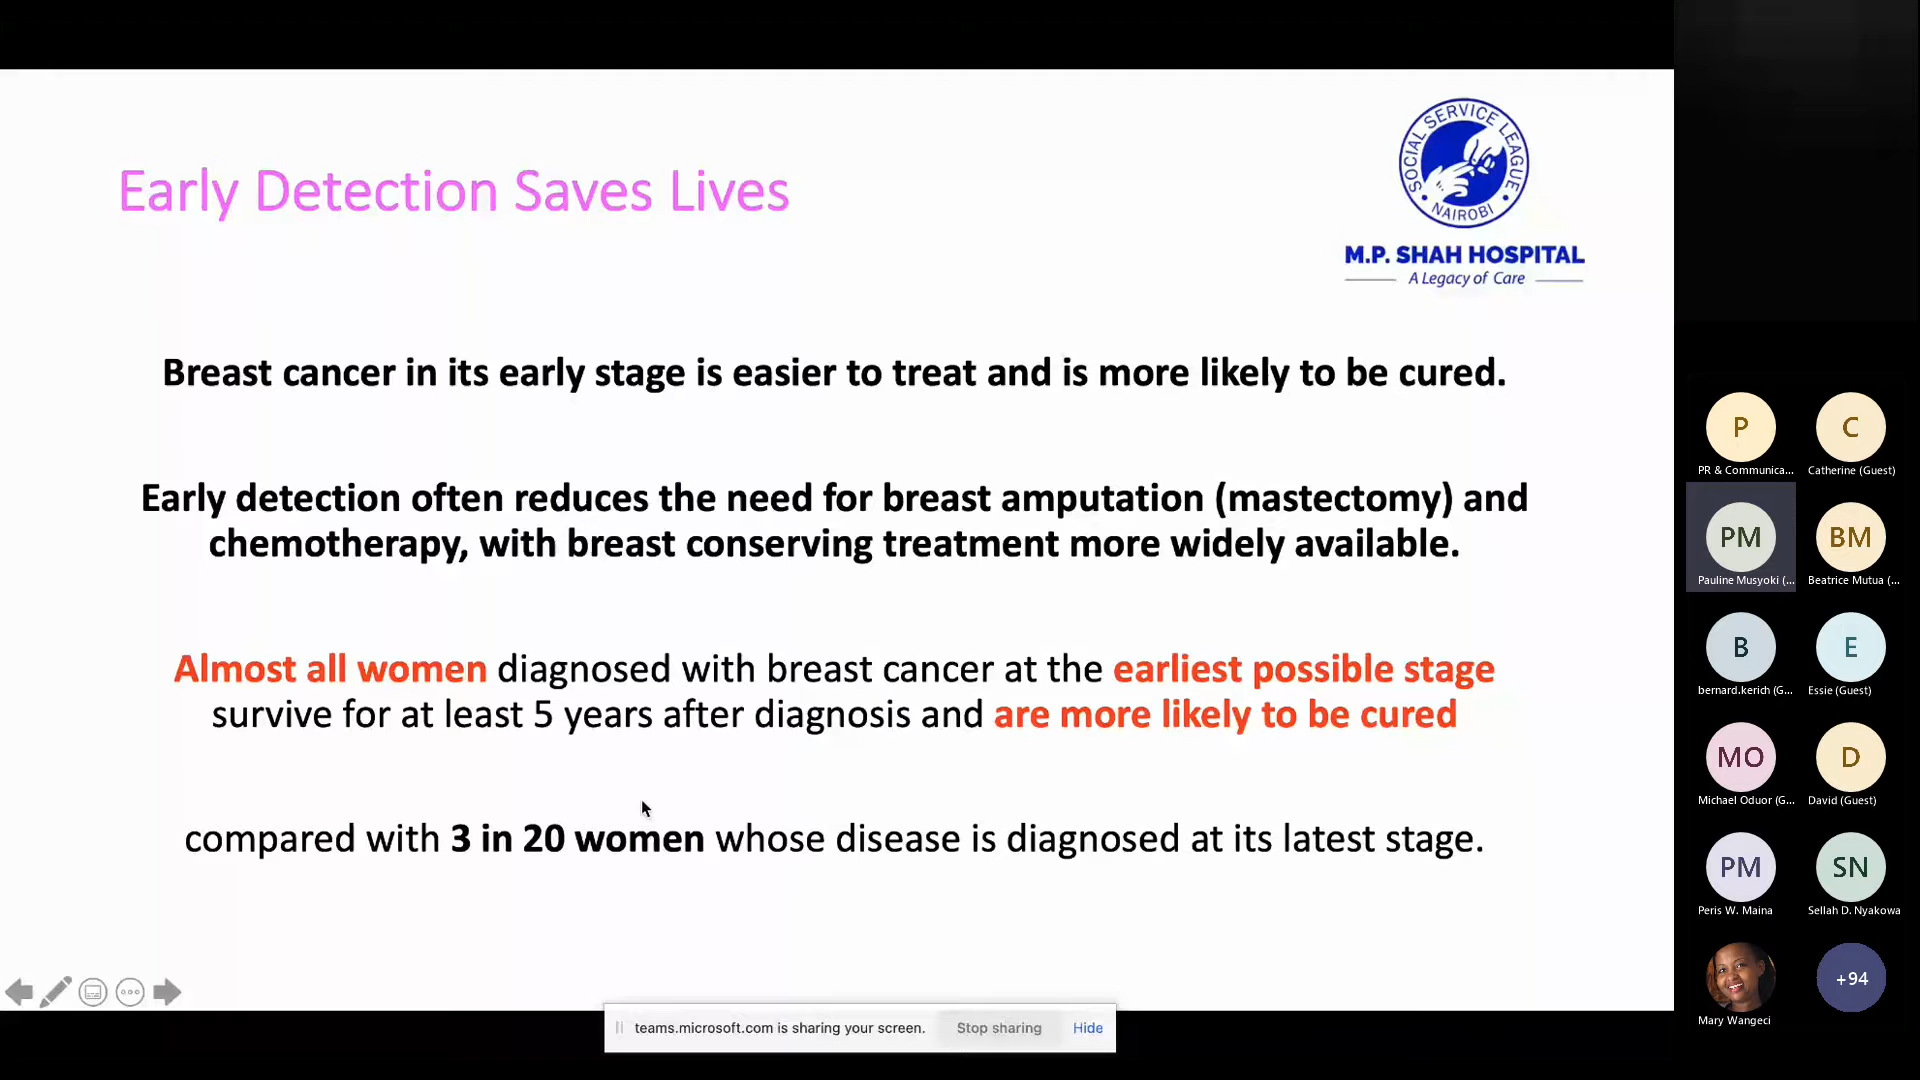 Early Detection Saves Lives
SOCIAL SERVICE LEAGUE
• NAIROBI •
M.P. SHAH HOSPITAL
A Legacy of Care
Breast cancer in its early stage is easier to treat and is more likely to be cured.
Early detection often reduces the need for breast amputation (mastectomy) and
chemotherapy, with breast conserving treatment more widely available.
Almost all women diagnosed with breast cancer at the earliest possible stage
survive for at least 5 years after diagnosis and are more likely to be cured
compared with 3 in 20 women whose disease is diagnosed at its latest stage.
teams.microsoft.com is sharing your screen. Stop sharing Hide
P C
PR & Communica... Catherine (Guest)
PM BM
Pauline Musyoki (... Beatrice Mutua (...
B E
bernard.kerich (G... Essie (Guest)
MO D
Michael Oduor (G... David (Guest)
PM SN
Peris W. Maina Sellah D. Nyakowa
+94
Mary Wangeci